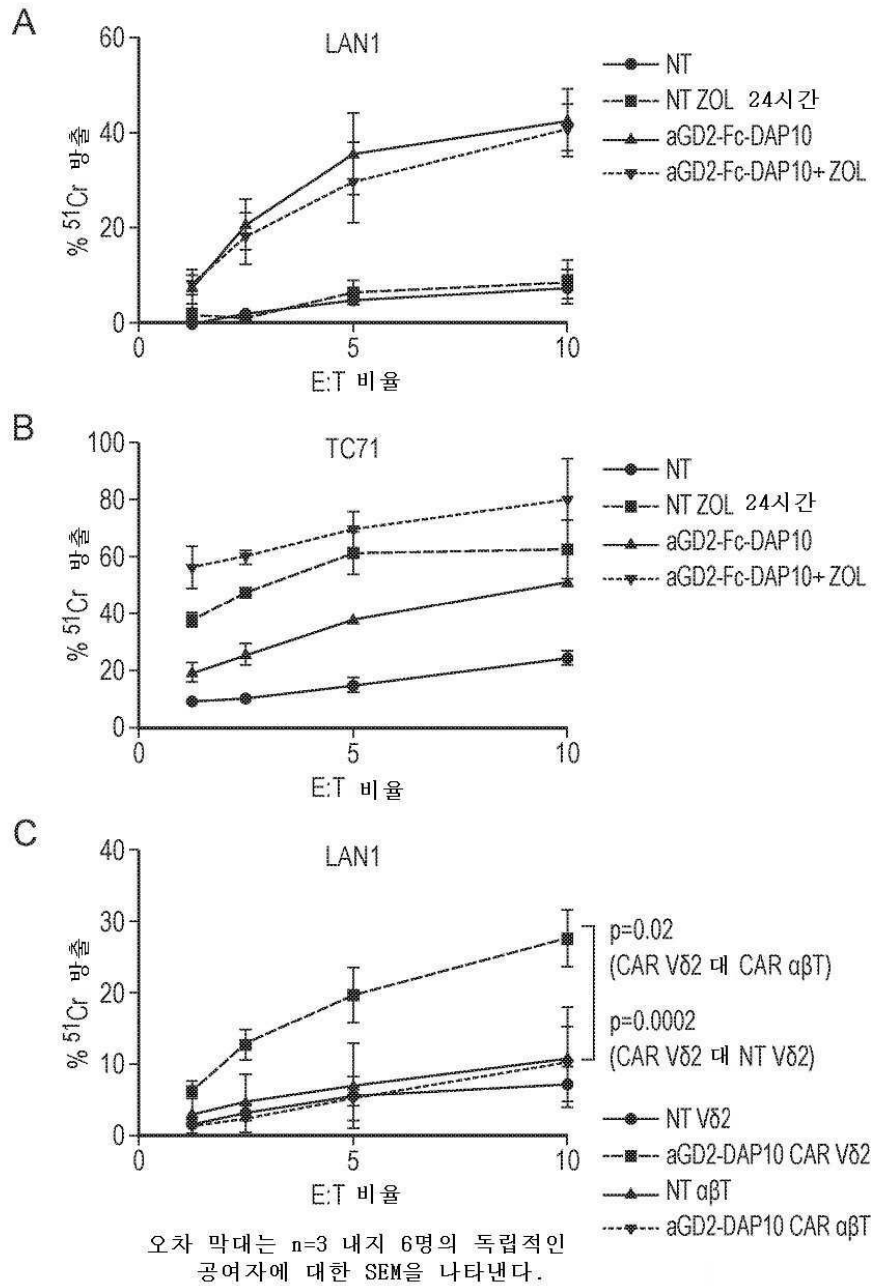 A
LAN1
60
40
20
0
% ⁵¹Cr 방출
0
5
10
E:T 비율
NT
NT ZOL 24시간
aGD2-Fc-DAP10
aGD2-Fc-DAP10+ZOL
B
TC71
100
80
60
40
20
0
% ⁵¹Cr 방출
0
5
10
E:T 비율
NT
NT ZOL 24시간
aGD2-Fc-DAP10
aGD2-Fc-DAP10+ZOL
C
LAN1
40
30
20
10
0
% ⁵¹Cr 방출
0
5
10
E:T 비율
p=0.02
(CAR Vδ2 대 CAR αβT)
p=0.0002
(CAR Vδ2 대 NT Vδ2)
NT Vδ2
aGD2-DAP10 CAR Vδ2
NT αβT
aGD2-DAP10 CAR αβT
오차 막대는 n=3 내지 6명의 독립적인
공여자에 대한 SEM을 나타낸다.